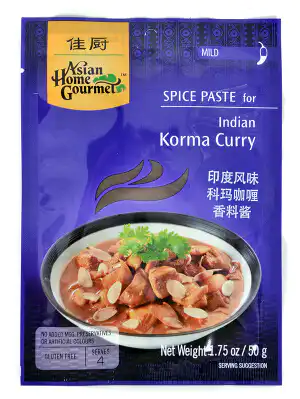 佳厨
Asian
Home
Gourmet™
MILD
SPICE PASTE for
Indian
Korma Curry
印度风味
科玛咖喱
香料酱
NO ADDED MSG, PRESERVATIVES
OR ARTIFICIAL COLOURS
GLUTEN FREE
SERVES
4
Net Weight 1.75 oz / 50 g
SERVING SUGGESTION